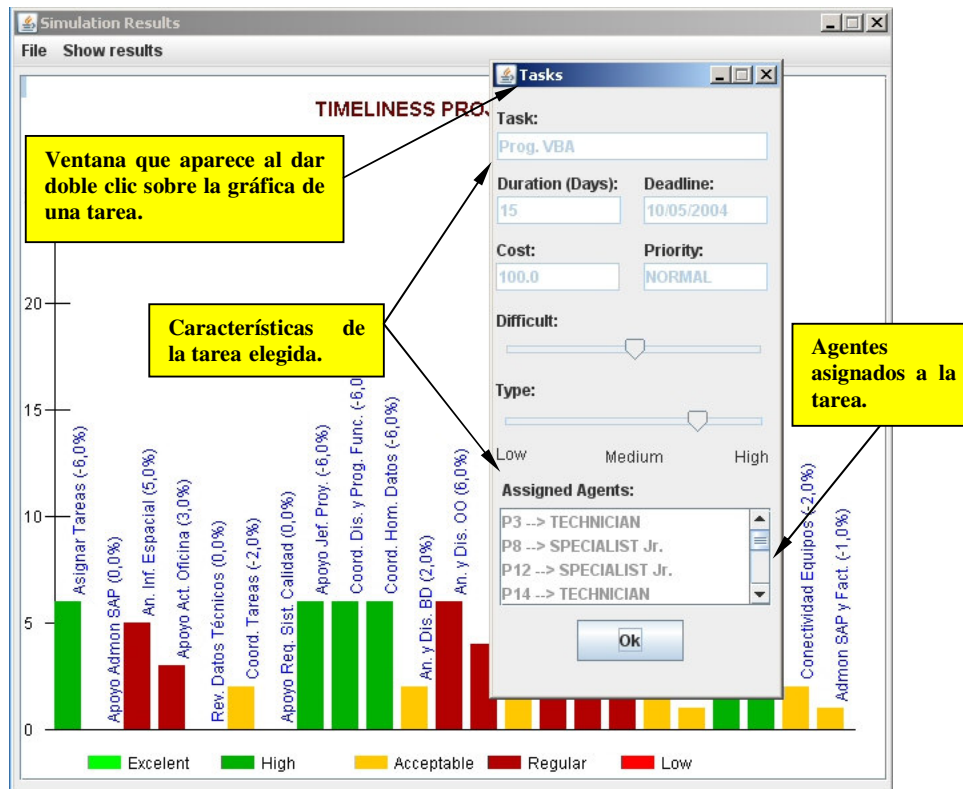 Simulation Results
File Show results
TIMELINESS PROJ
Ventana que aparece al dar
doble clic sobre la gráfica de
una tarea.
Características de
la tarea elegida.
Agentes
asignados a la
tarea.
Tasks
Task:
Prog. VBA
Duration (Days): Deadline:
15 10/05/2004
Cost: Priority:
100.0 NORMAL
Difficult:
Type:
Low Medium High
Assigned Agents:
P3 --> TECHNICIAN
P8 --> SPECIALIST Jr.
P12 --> SPECIALIST Jr.
P14 --> TECHNICIAN
Ok
20
15
10
5
0
Asignar Tareas (-6,0%)
Apoyo Admon SAP (0,0%)
An. Inf. Espacial (5,0%)
Apoyo Act. Oficina (3,0%)
Rev. Datos Técnicos (0,0%)
Coord. Tareas (-2,0%)
Apoyo Req. Sist. Calidad (0,0%)
Apoyo Jef. Proy. (-6,0%)
Coord. Dis. y Prog. Func. (-6,0
Coord. Hom. Datos (-6,0%)
An. y Dis. BD (2,0%)
An. y Dis. OO (6,0%)
Conectividad Equipos (-2,0%)
Admon SAP y Fact. (-1,0%)
Excelent High Acceptable Regular Low